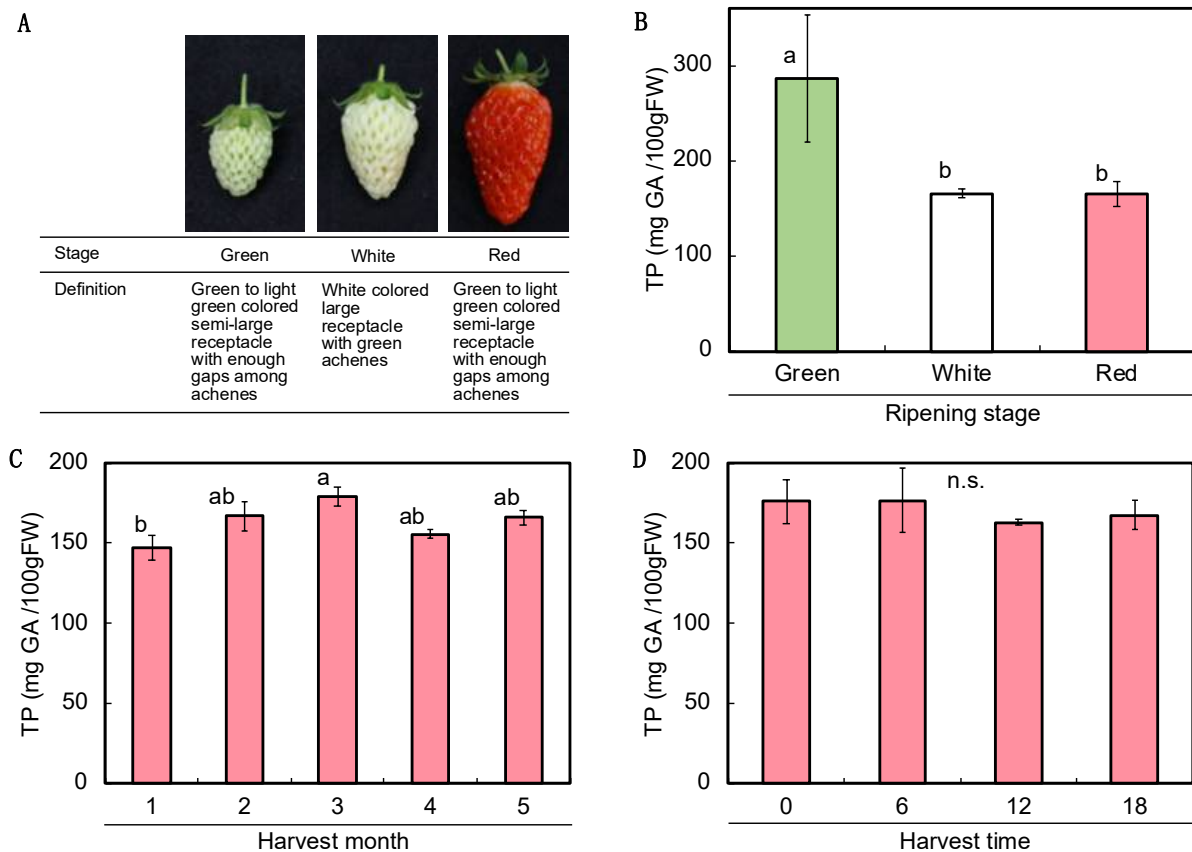 A
Stage Green White Red
Definition
Green to light
green colored
semi-large
receptacle
with enough
gaps among
achenes
White colored
large
receptacle
with green
achenes
Green to light
green colored
semi-large
receptacle
with enough
gaps among
achenes
B
TP (mg GA /100gFW)
300
200
100
0
a
b
b
Green White Red
Ripening stage
C
TP (mg GA /100gFW)
200
150
100
50
0
b
ab
a
ab
ab
1 2 3 4 5
Harvest month
D
TP (mg GA /100gFW)
200
150
100
50
0
n.s.
0 6 12 18
Harvest time